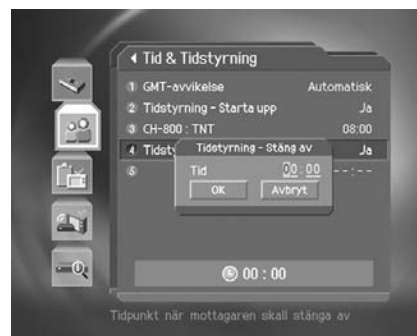 Tid & Tidstyrning
1 GMT-avvikelse Automatisk
2 Tidstyrning - Starta upp Ja
3 CH-800 : TNT 08:00
4 Tidsty Ja
Tidstyrning - Stäng av
Tid 00:00
OK Avbryt
5 --:--
00 : 00
Tidpunkt när mottagaren skall stänga av